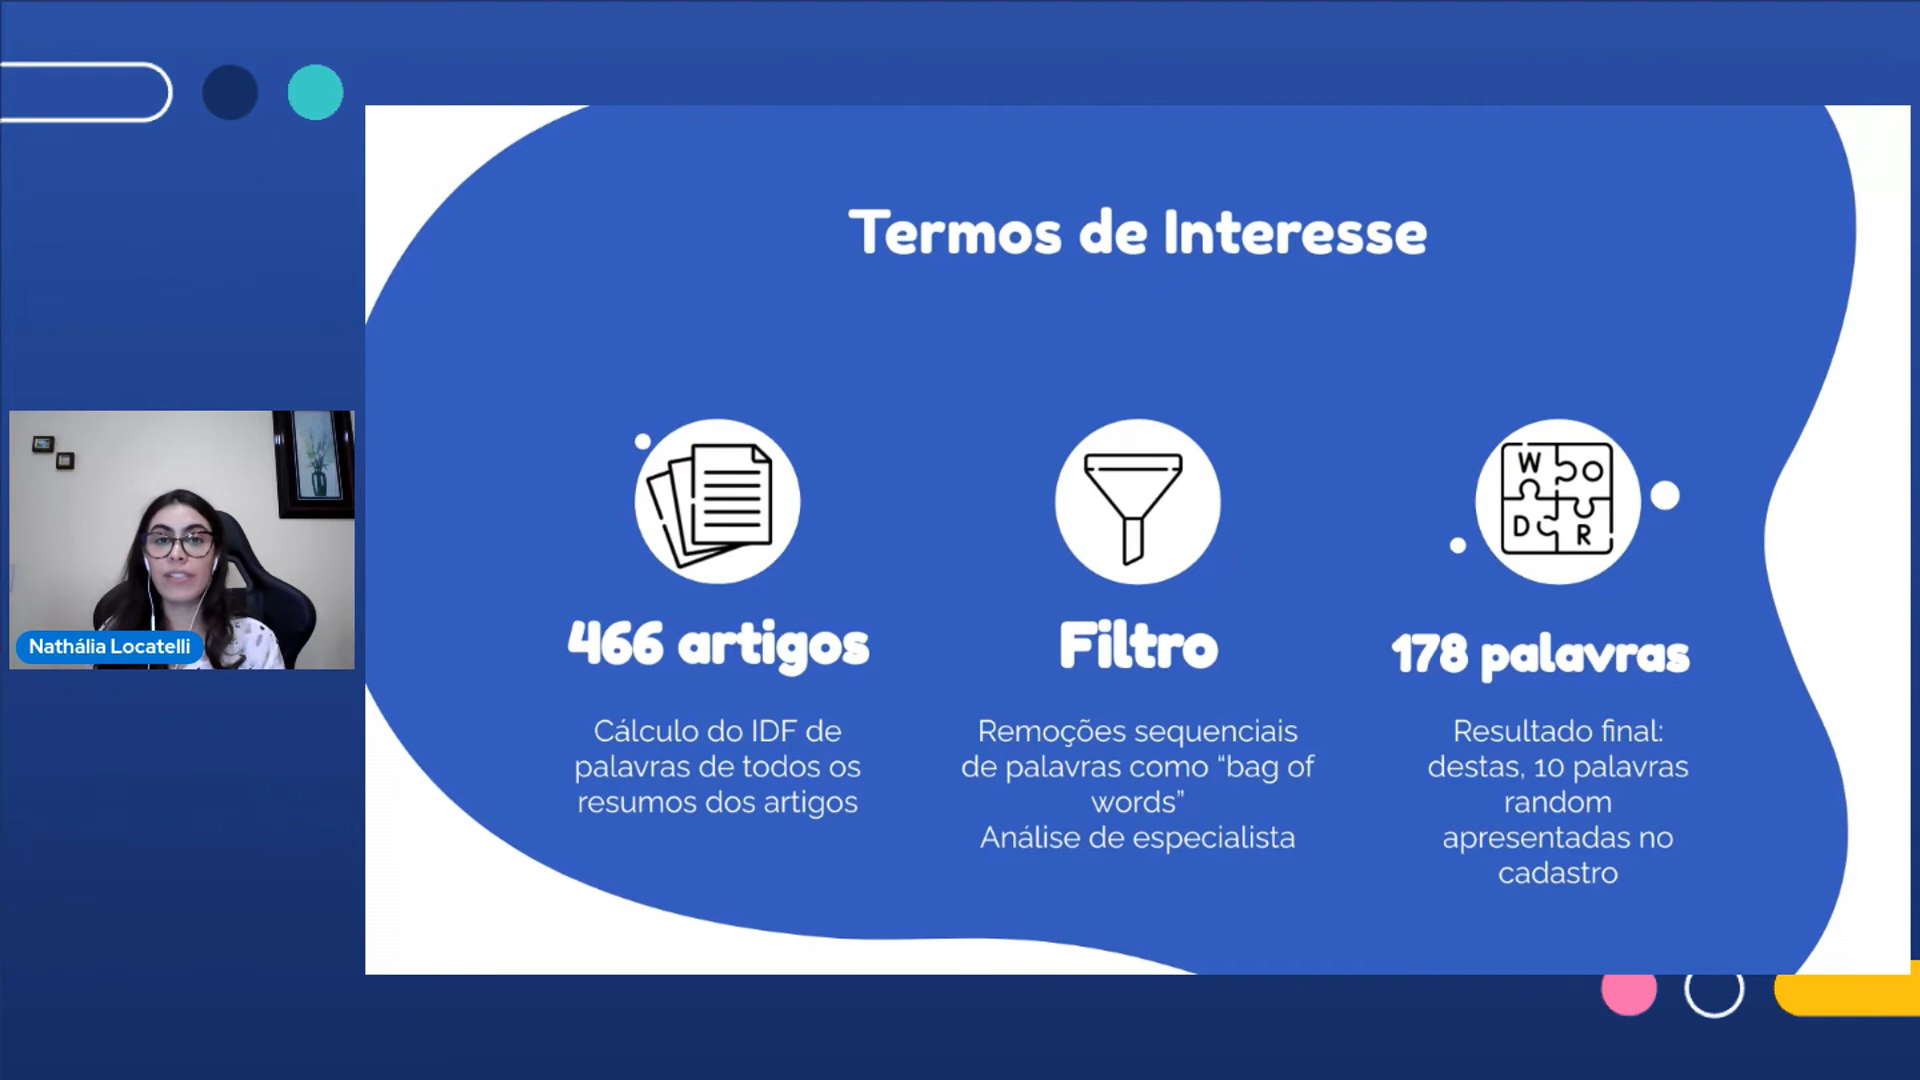 Termos de Interesse
W O
D R
466 artigos
Cálculo do IDF de
palavras de todos os
resumos dos artigos
Filtro
Remoções sequenciais
de palavras como “bag of
words”
Análise de especialista
178 palavras
Resultado final:
destas, 10 palavras
random
apresentadas no
cadastro
Nathália Locatelli